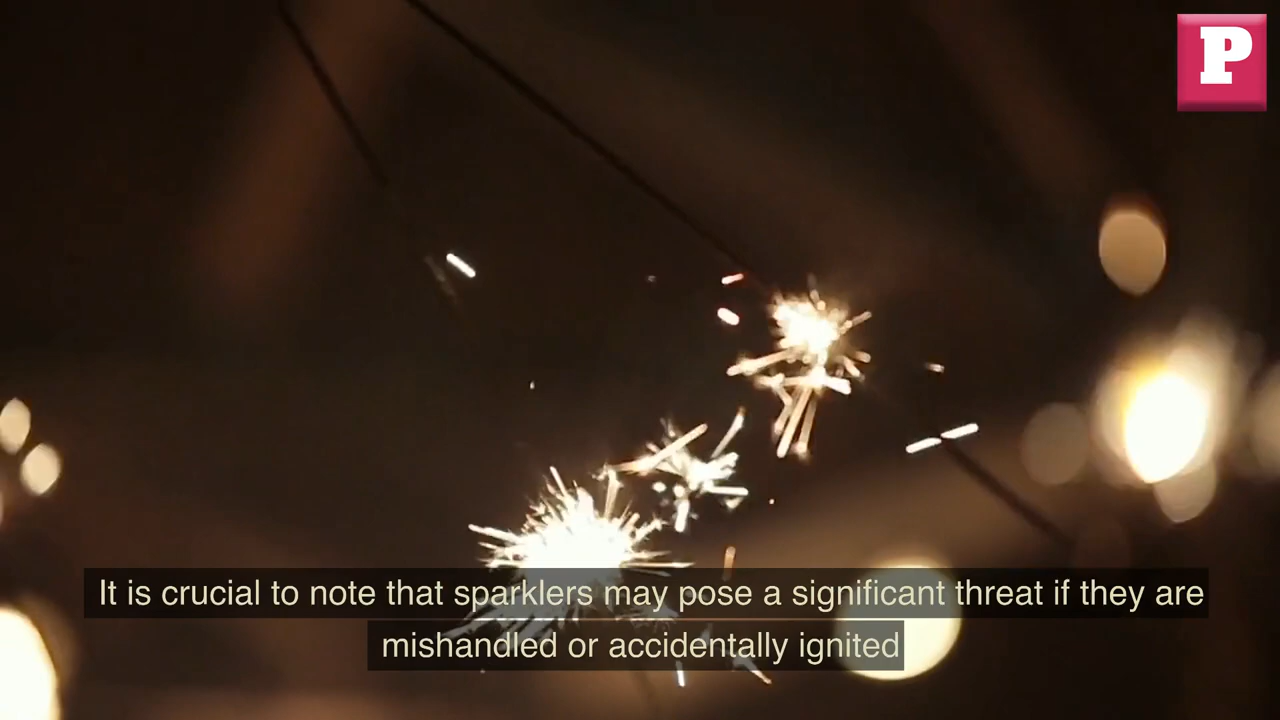 P
It is crucial to note that sparklers may pose a significant threat if they are
mishandled or accidentally ignited